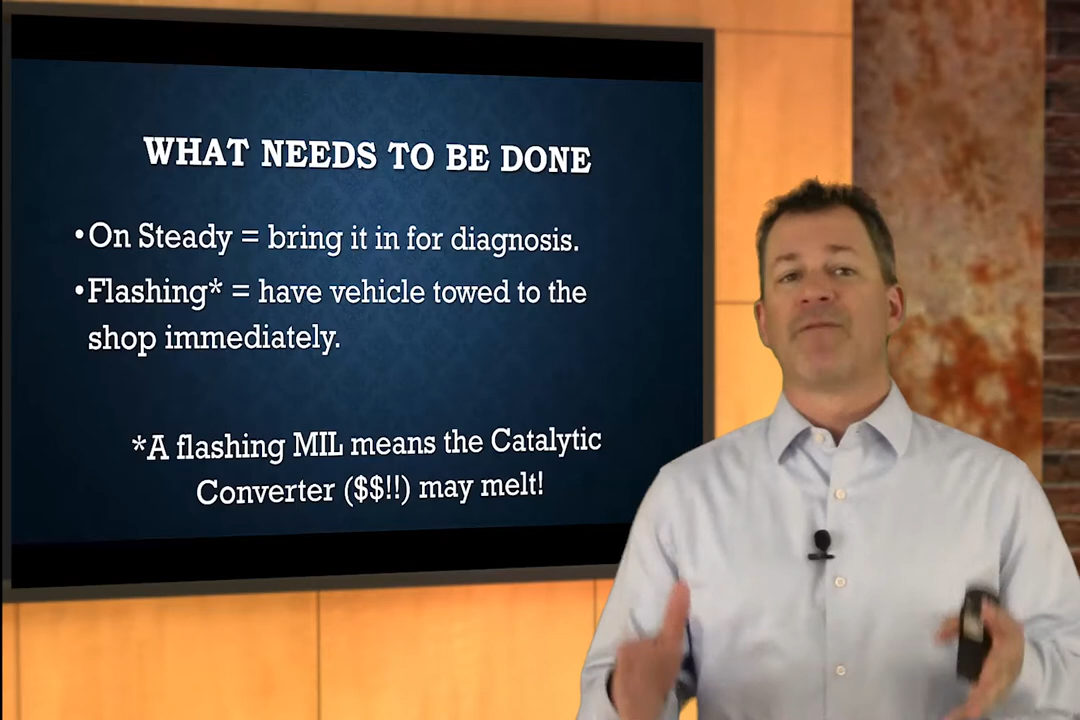 WHAT NEEDS TO BE DONE
•On Steady = bring it in for diagnosis.
•Flashing* = have vehicle towed to the
shop immediately.
*A flashing MIL means the Catalytic
Converter ($$!!) may melt!